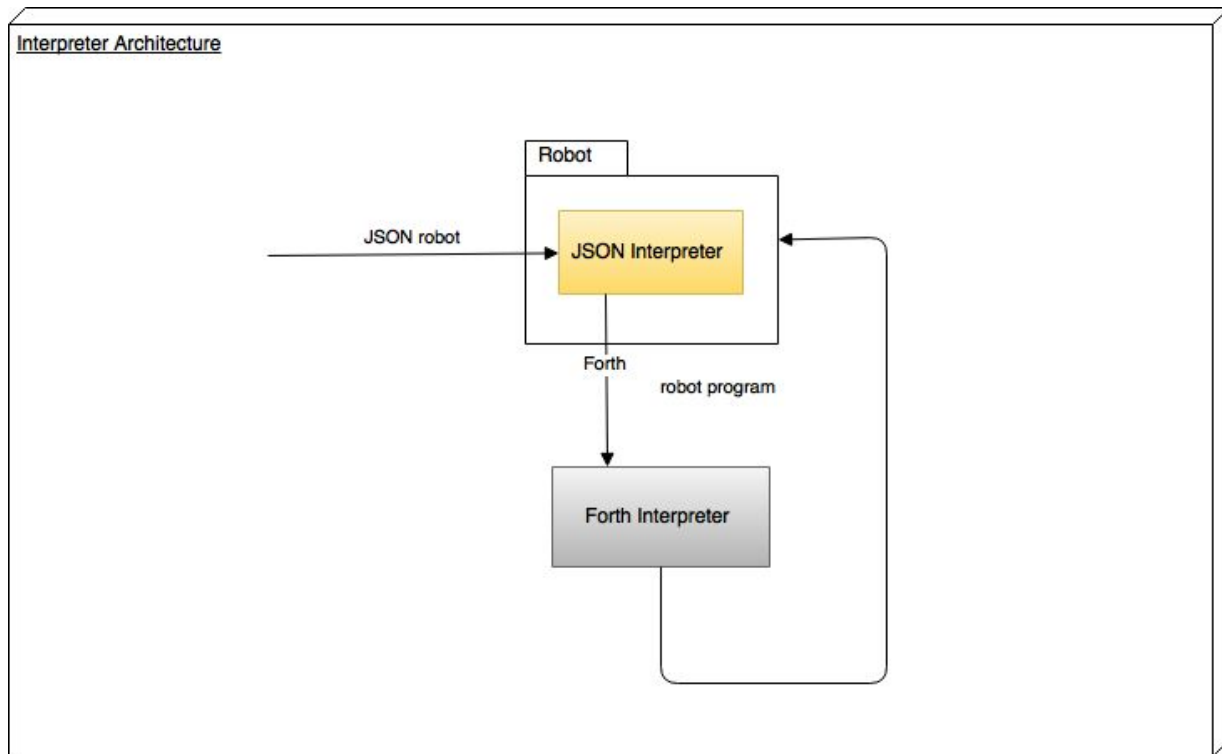 Interpreter Architecture
Robot
JSON robot
JSON Interpreter
Forth
robot program
Forth Interpreter